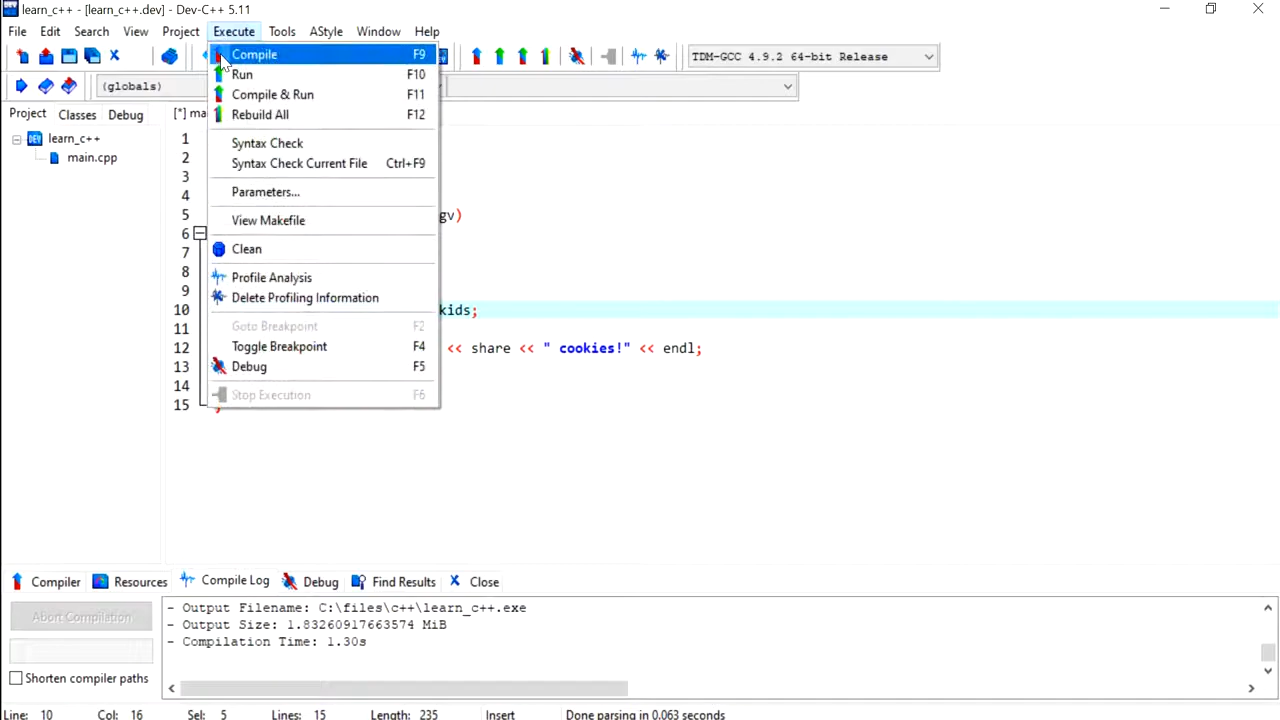 learn_c++ - [learn_c++.dev] - Dev-C++ 5.11
File Edit Search View Project Execute Tools AStyle Window Help
TDM-GCC 4.9.2 64-bit Release
(globals)
Project Classes Debug
[*] ma
learn_c++
main.cpp
Compile F9
Run F10
Compile & Run F11
Rebuild All F12
Syntax Check
Syntax Check Current File Ctrl+F9
Parameters...
View Makefile
Clean
Profile Analysis
Delete Profiling Information
Goto Breakpoint F2
Toggle Breakpoint F4
Debug F5
Stop Execution F6
1
2
3
4
5 gv)
6
7
8
9
10 kids;
11
12 << share << " cookies!" << endl;
13
14
15 }
Compiler Resources Compile Log Debug Find Results Close
Abort Compilation
Shorten compiler paths
- Output Filename: C:\files\c++\learn_c++.exe
- Output Size: 1.83260917663574 MiB
- Compilation Time: 1.30s
Line: 10 Col: 16 Sel: 5 Lines: 15 Length: 235 Insert Done parsing in 0.063 seconds